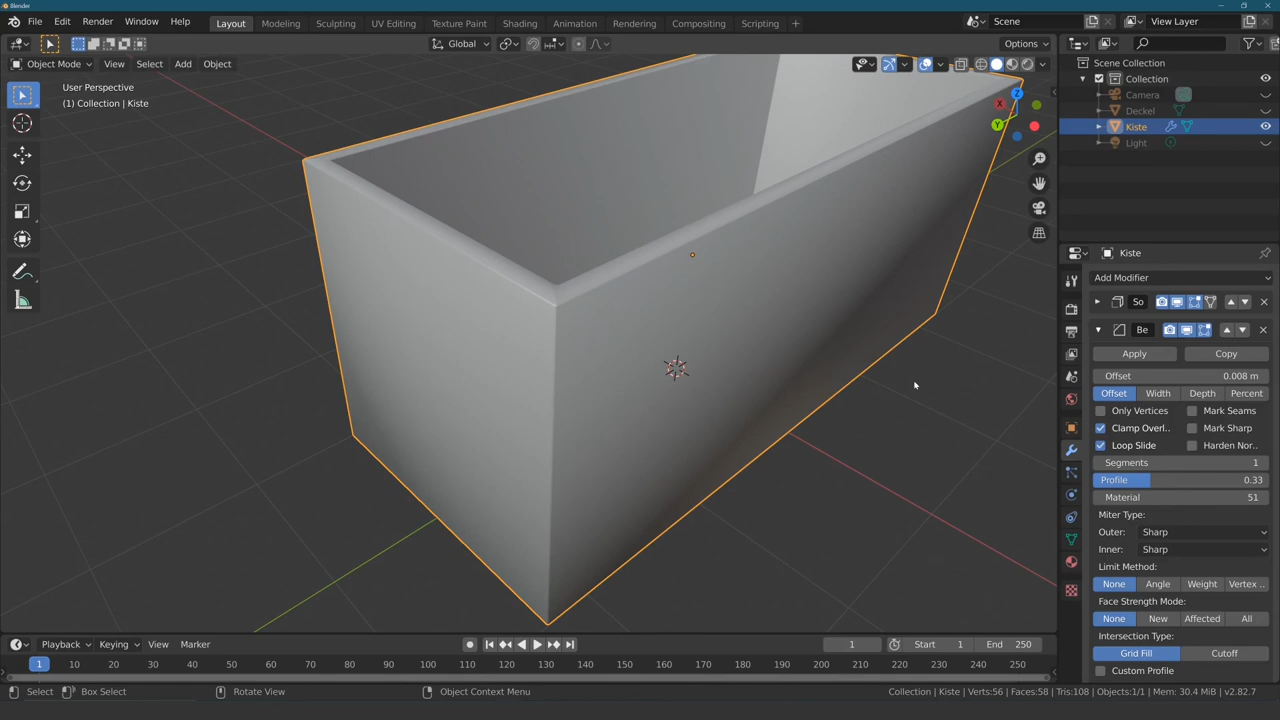 Blender
File Edit Render Window Help
Layout Modeling Sculpting UV Editing Texture Paint Shading Animation Rendering Compositing Scripting +
Scene
View Layer
Global
Options
Object Mode View Select Add Object
User Perspective
(1) Collection | Kiste
Z
X
Y
Scene Collection
Collection
Camera
Deckel
Kiste
Light
Kiste
Add Modifier
So
Be
Apply Copy
Offset 0.008 m
Offset Width Depth Percent
Only Vertices Mark Seams
Clamp Overl.. Mark Sharp
Loop Slide Harden Nor..
Segments 1
Profile 0.33
Material 51
Miter Type:
Outer: Sharp
Inner: Sharp
Limit Method:
None Angle Weight Vertex ..
Face Strength Mode:
None New Affected All
Intersection Type:
Grid Fill Cutoff
Custom Profile
Playback Keying View Marker
1 Start 1 End 250
1 10 20 30 40 50 60 70 80 90 100 110 120 130 140 150 160 170 180 190 200 210 220 230 240 250
Select Box Select Rotate View Object Context Menu
Collection | Kiste | Verts:56 | Faces:58 | Tris:108 | Objects:1/1 | Mem: 30.4 MiB | v2.82.7